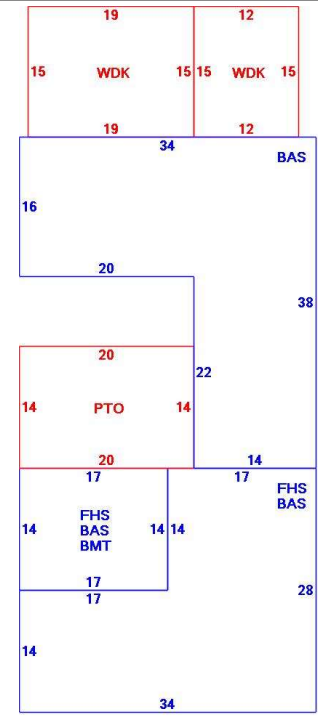 19 12
15 WDK 15 15 WDK 15
19 12
34
BAS
16
20
38
20
22
14 PTO 14
20 14
17 17
FHS
BAS
FHS
14 BAS 14 14
BMT
28
17
17
14
34